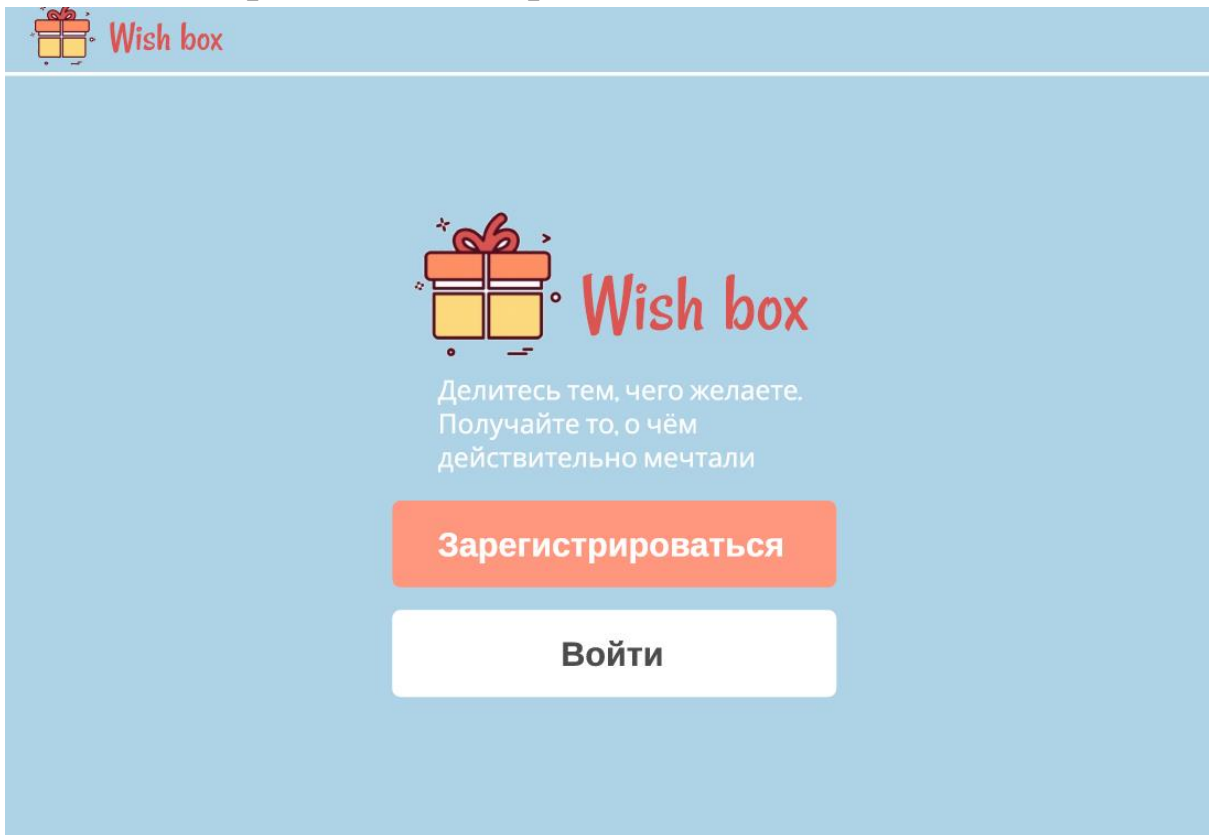 Wish box
Wish box
Делитесь тем, чего желаете.
Получайте то, о чём
действительно мечтали
Зарегистрироваться
Войти